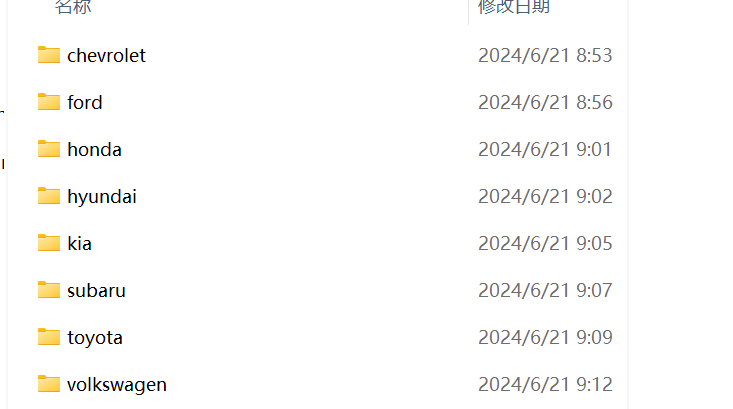 名称 修改日期
chevrolet 2024/6/21 8:53
ford 2024/6/21 8:56
honda 2024/6/21 9:01
hyundai 2024/6/21 9:02
kia 2024/6/21 9:05
subaru 2024/6/21 9:07
toyota 2024/6/21 9:09
volkswagen 2024/6/21 9:12